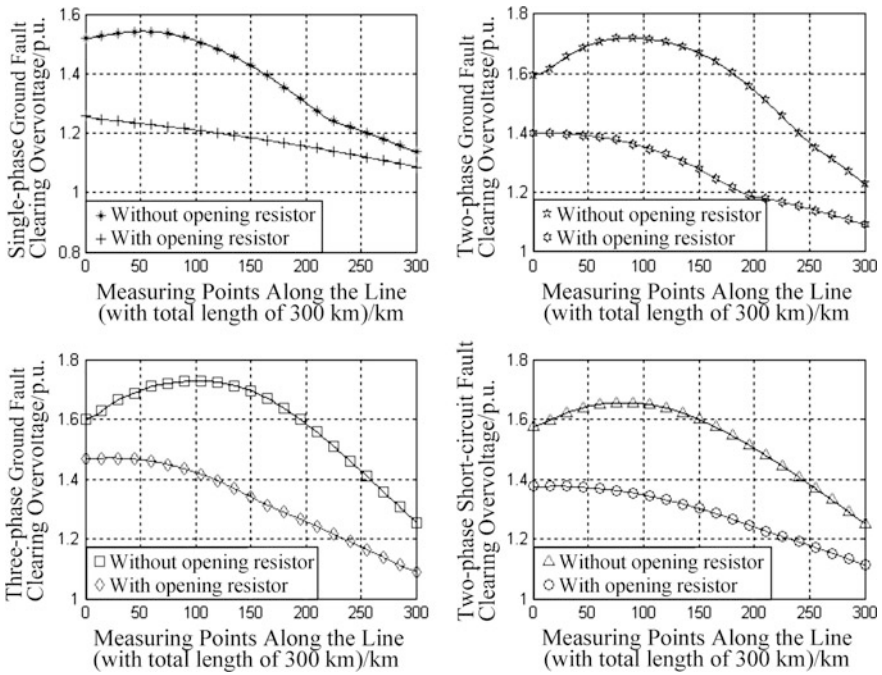 Single-phase Ground Fault
Clearing Overvoltage/p.u.
1.6
1.4
1.2
1
0.8
Without opening resistor
With opening resistor
0 50 100 150 200 250 300
Measuring Points Along the Line
(with total length of 300 km)/km
Two-phase Ground Fault
Clearing Overvoltage/p.u.
1.8
1.6
1.4
1.2
1
Without opening resistor
With opening resistor
0 50 100 150 200 250 300
Measuring Points Along the Line
(with total length of 300 km)/km
Three-phase Ground Fault
Clearing Overvoltage/p.u.
1.8
1.6
1.4
1.2
1
Without opening resistor
With opening resistor
0 50 100 150 200 250 300
Measuring Points Along the Line
(with total length of 300 km)/km
Two-phase Short-circuit Fault
Clearing Overvoltage/p.u.
1.8
1.6
1.4
1.2
1
Without opening resistor
With opening resistor
0 50 100 150 200 250 300
Measuring Points Along the Line
(with total length of 300 km)/km